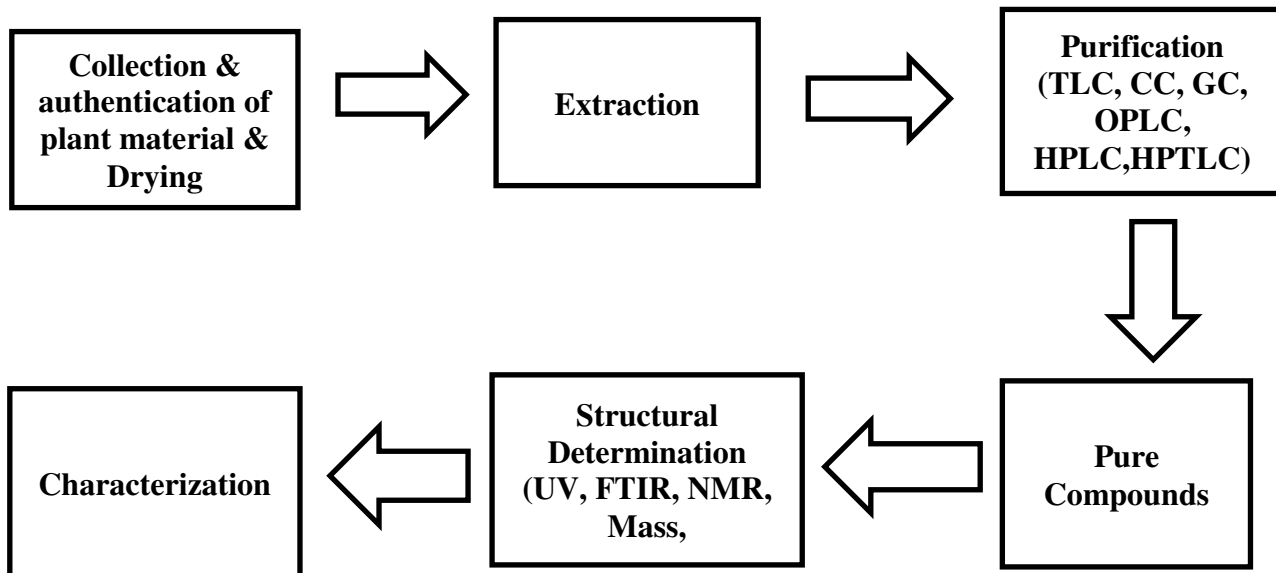 Collection &
authentication of
plant material &
Drying
Extraction
Purification
(TLC, CC, GC,
OPLC,
HPLC,HPTLC)
Pure
Compounds
Structural
Determination
(UV, FTIR, NMR,
Mass,
Characterization